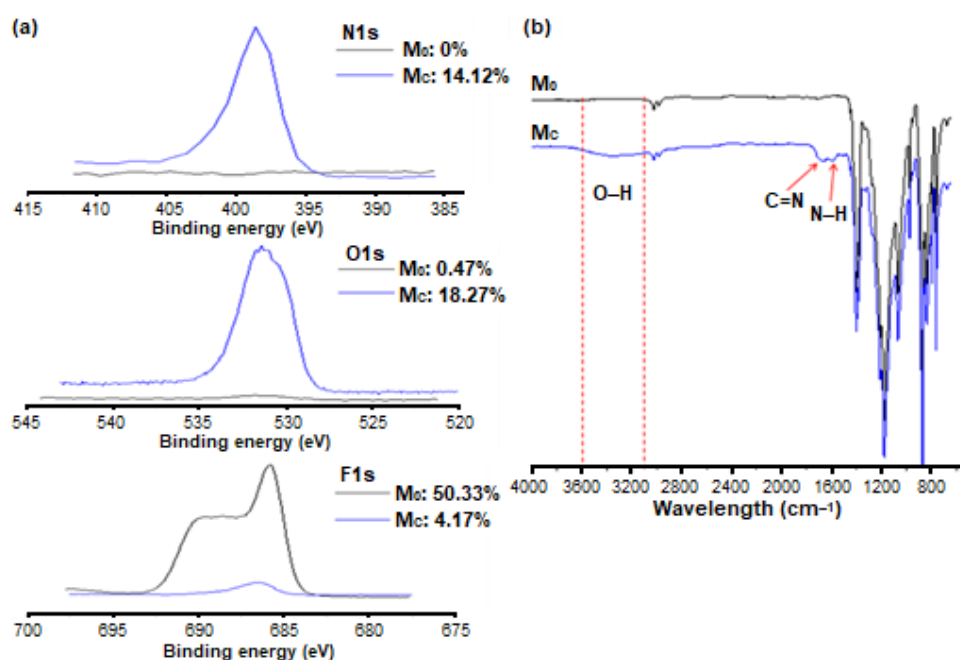 (a)
N1s
M₀: 0%
Mc: 14.12%
415 410 405 400 395 390 385
Binding energy (eV)
O1s
M₀: 0.47%
Mc: 18.27%
545 540 535 530 525 520
Binding energy (eV)
F1s
M₀: 50.33%
Mc: 4.17%
700 695 690 685 680 675
Binding energy (eV)
(b)
M₀
Mc
O–H
C=N
N–H
4000 3600 3200 2800 2400 2000 1600 1200 800
Wavelength (cm⁻¹)